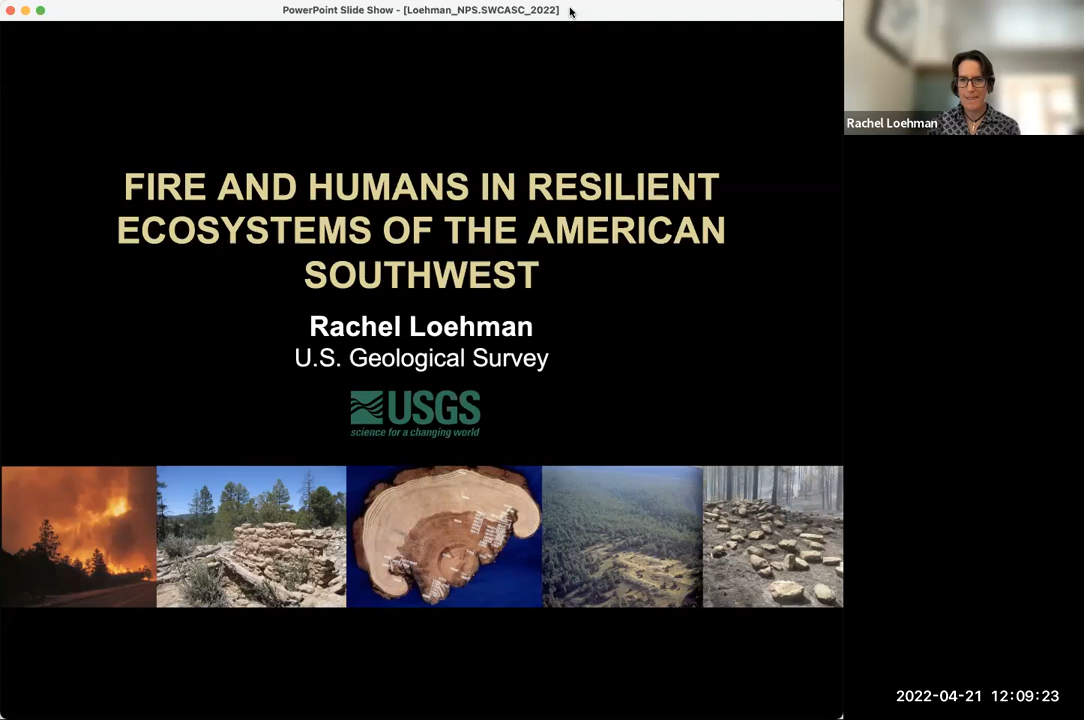 PowerPoint Slide Show - [Loehman_NPS.SWCASC_2022]
Rachel Loehman
FIRE AND HUMANS IN RESILIENT
ECOSYSTEMS OF THE AMERICAN
SOUTHWEST
Rachel Loehman
U.S. Geological Survey
USGS
science for a changing world
2022-04-21 12:09:23